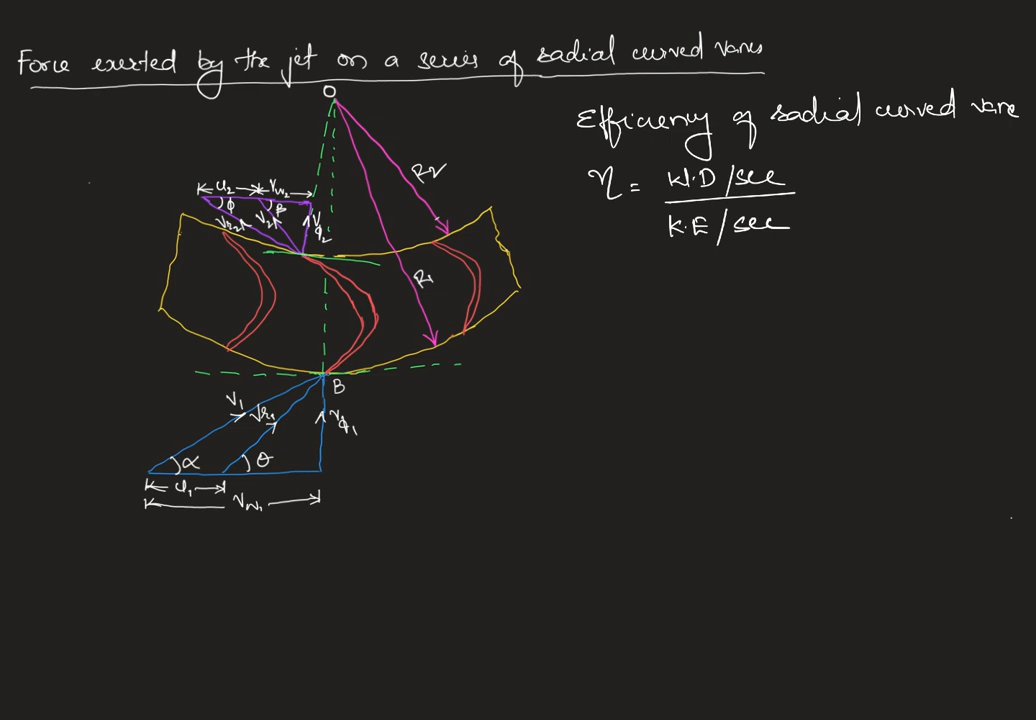 Force exerted by the jet on a series of radial curved vanes
O
Efficiency of radial curved vane
η = W.D/sec
K.E/sec
R2
u2 Vw2
ϕ β
Vr2 V2 Vf2
R1
B
V1 Vr1 Vf1
α θ
u1
Vw1